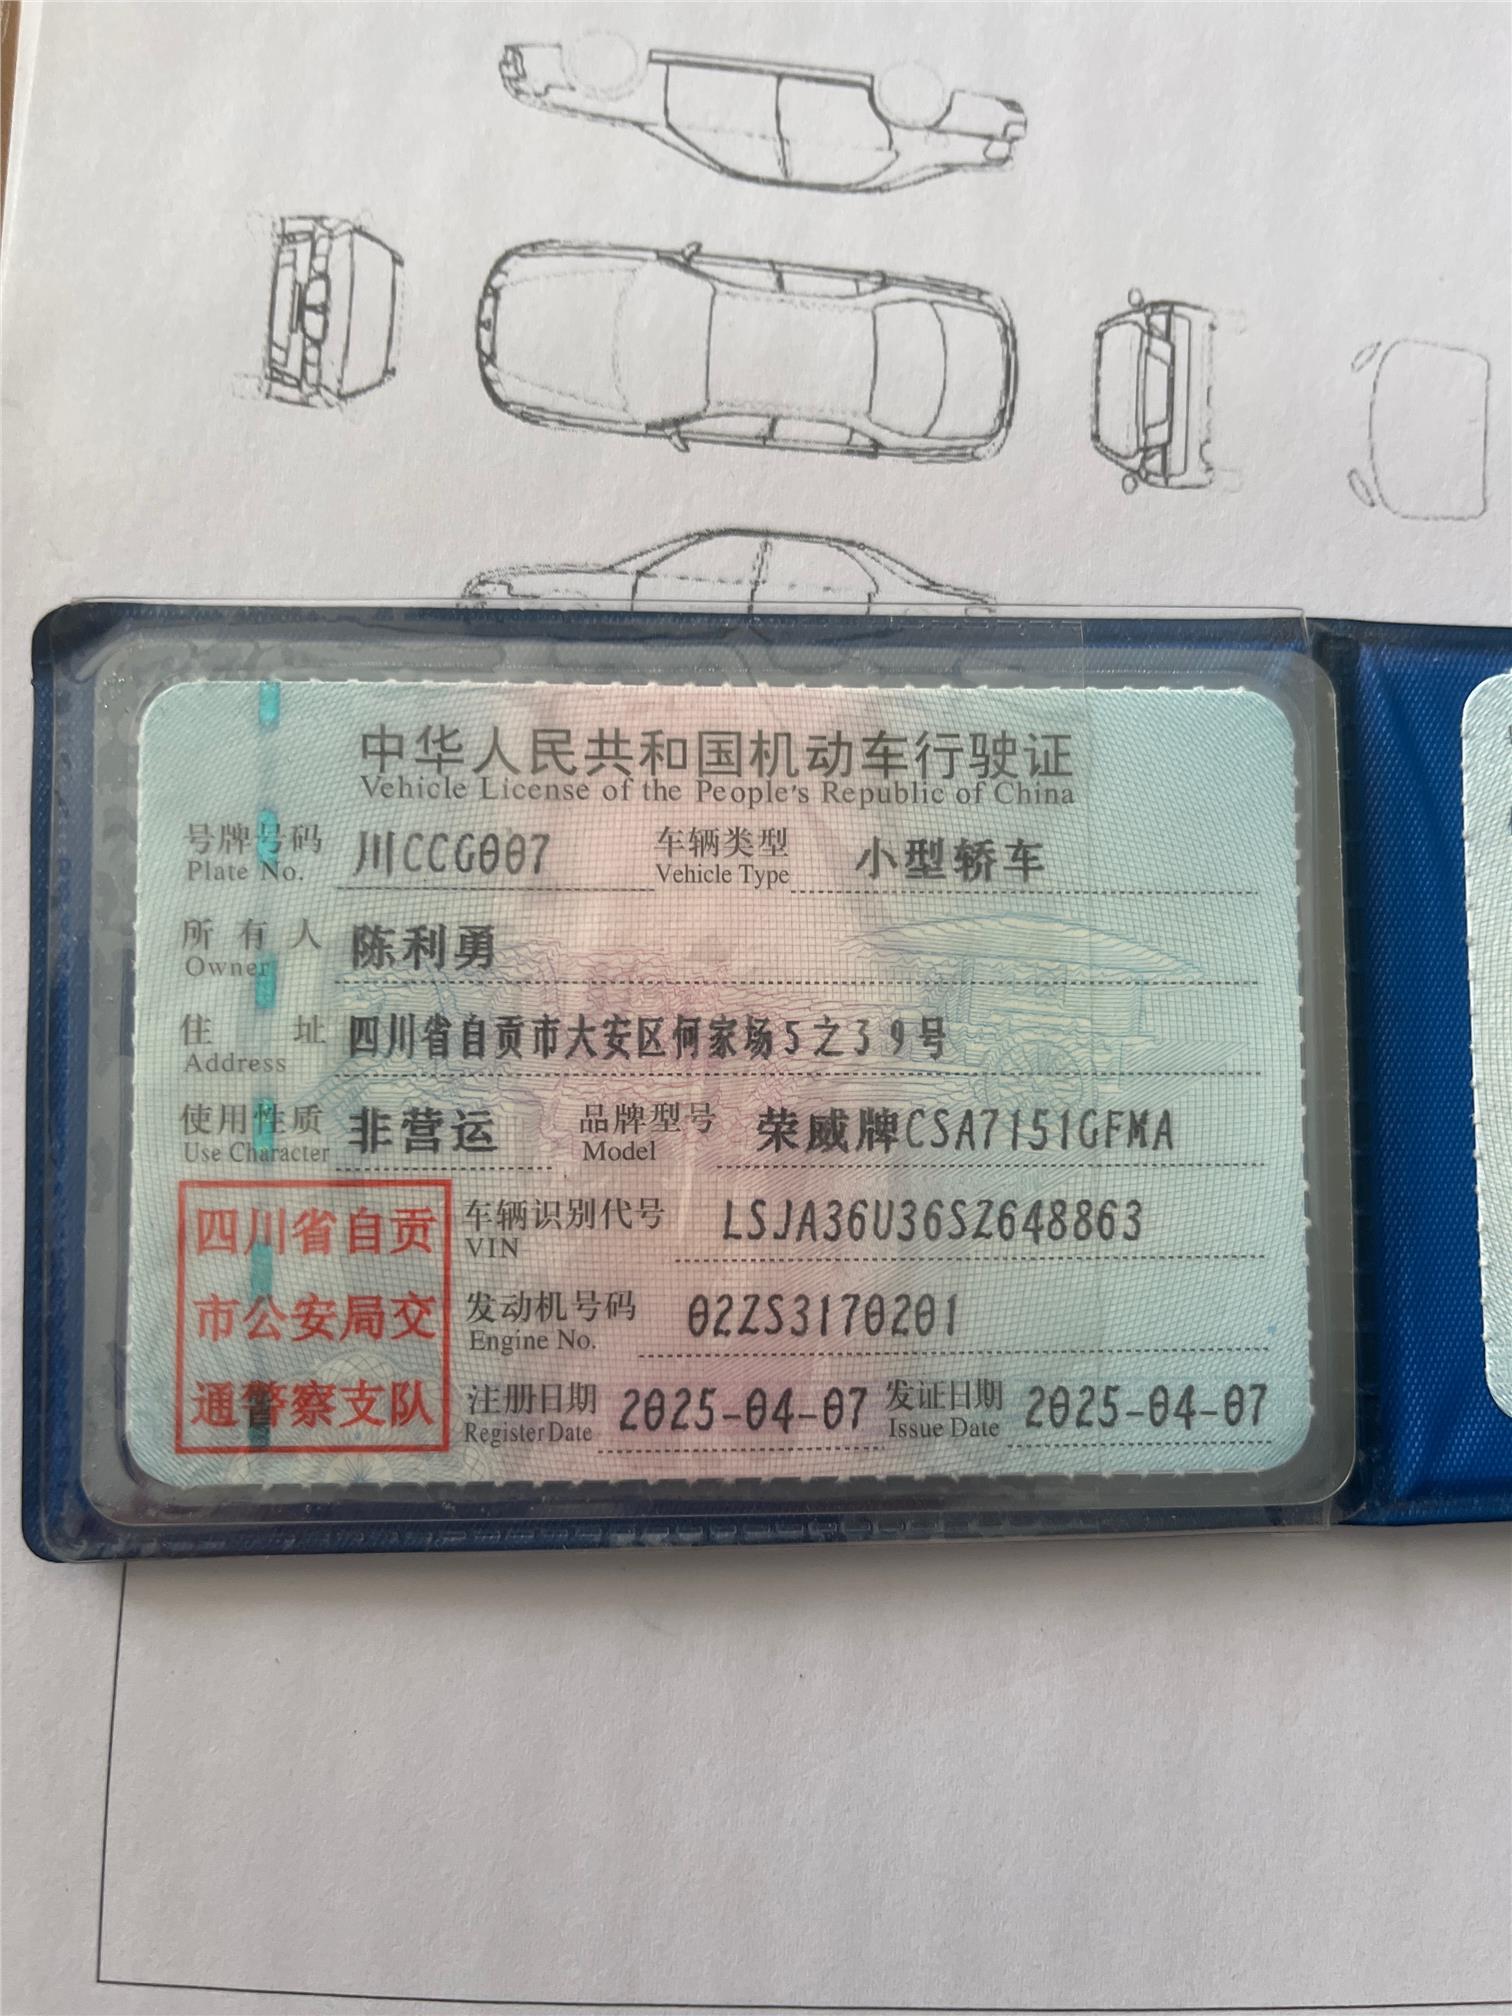 中华人民共和国机动车行驶证
Vehicle License of the People's Republic of China
号牌号码 川CCG007 车辆类型 小型轿车
Plate No. Vehicle Type
所有人 陈利勇
Owner
住址 四川省自贡市大安区何家场5之39号
Address
使用性质 非营运 品牌型号 荣威牌CSA7151GFMA
Use Character Model
四川省自贡
市公安局交
通警察支队
车辆识别代号 LSJA36U36SZ648863
VIN
发动机号码 02ZS3170201
Engine No.
注册日期 2025-04-07 发证日期 2025-04-07
Register Date Issue Date